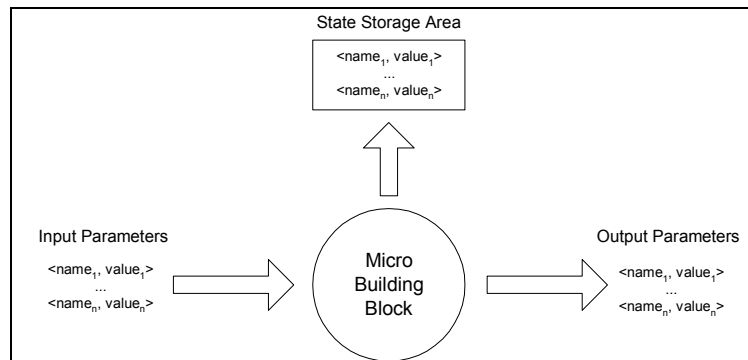 State Storage Area
<name₁, value₁>
...
<nameₙ, valueₙ>
Input Parameters
<name₁, value₁>
...
<nameₙ, valueₙ>
Micro
Building
Block
Output Parameters
<name₁, value₁>
...
<nameₙ, valueₙ>